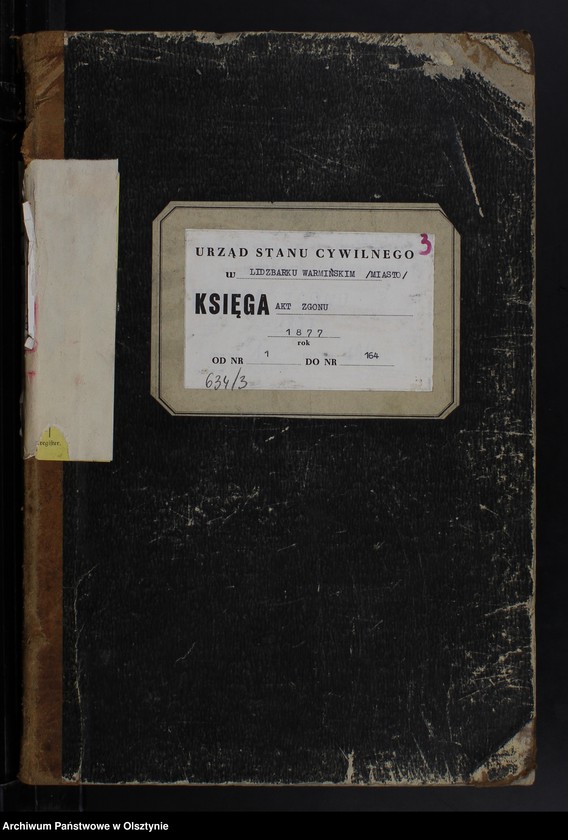 3
URZĄD STANU CYWILNEGO
w LIDZBARKU WARMIŃSKIM /MIASTO/
KSIĘGA AKT ZGONU
1877
rok
OD NR 1 DO NR 164
634/3
Archiwum Państwowe w Olsztynie